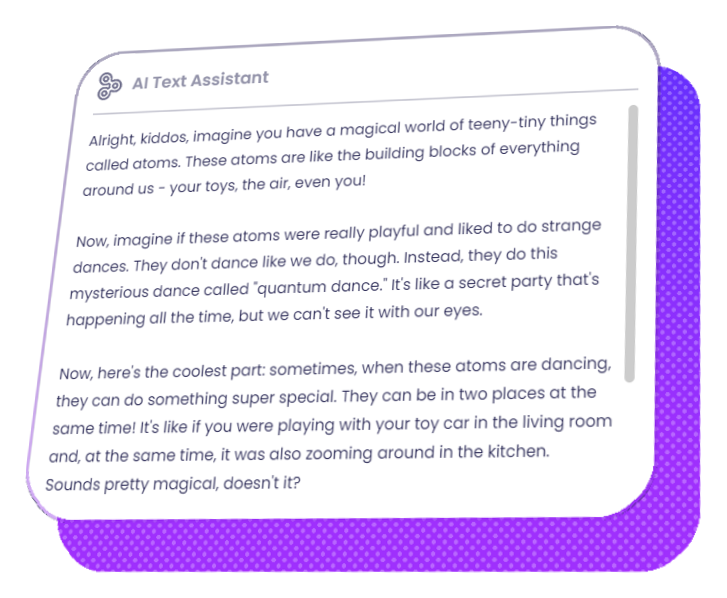 AI Text Assistant
Alright, kiddos, imagine you have a magical world of teeny-tiny things
called atoms. These atoms are like the building blocks of everything
around us - your toys, the air, even you!
Now, imagine if these atoms were really playful and liked to do strange
dances. They don't dance like we do, though. Instead, they do this
mysterious dance called "quantum dance." It's like a secret party that's
happening all the time, but we can't see it with our eyes.
Now, here's the coolest part: sometimes, when these atoms are dancing,
they can do something super special. They can be in two places at the
same time! It's like if you were playing with your toy car in the living room
and, at the same time, it was also zooming around in the kitchen.
Sounds pretty magical, doesn't it?